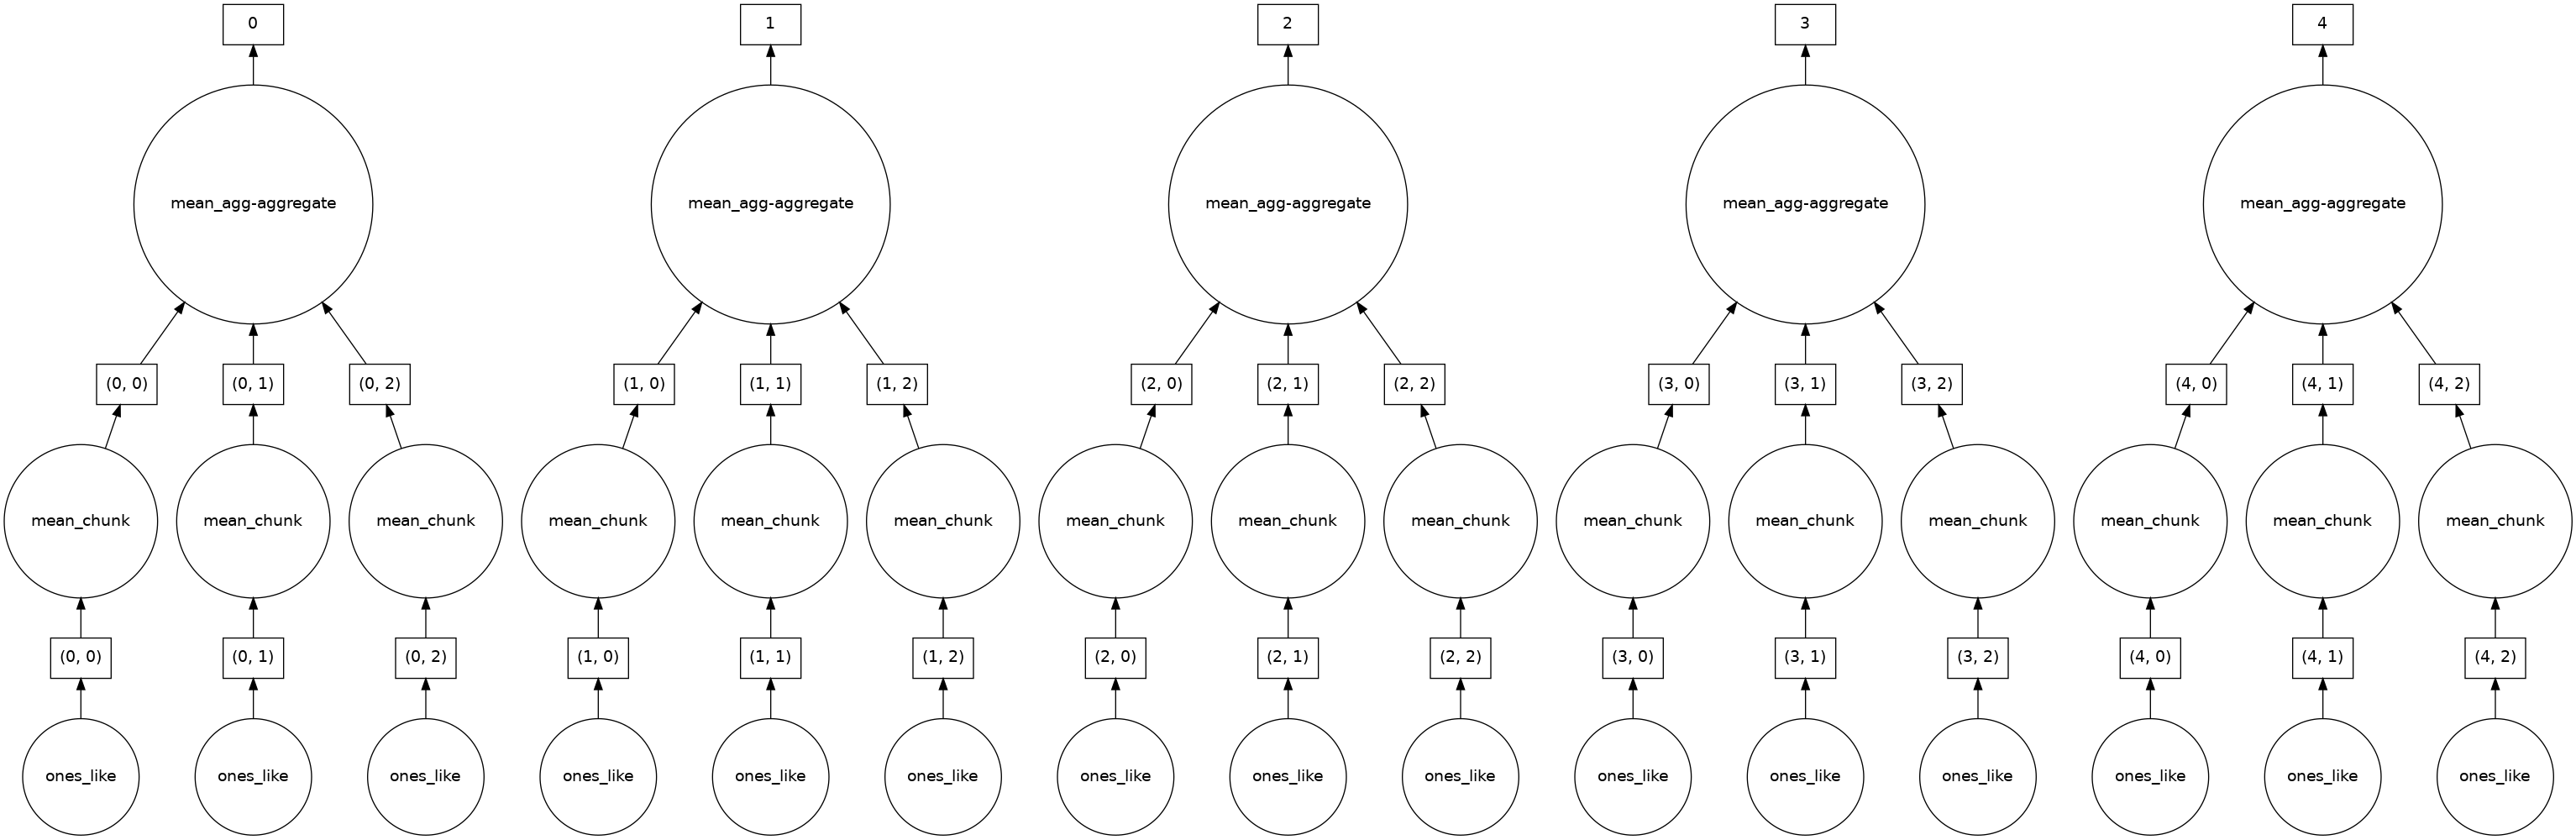 0 1 2 3 4
mean_agg-aggregate mean_agg-aggregate mean_agg-aggregate mean_agg-aggregate mean_agg-aggregate
(0, 0) (0, 1) (0, 2) (1, 0) (1, 1) (1, 2) (2, 0) (2, 1) (2, 2) (3, 0) (3, 1) (3, 2) (4, 0) (4, 1) (4, 2)
mean_chunk mean_chunk mean_chunk mean_chunk mean_chunk mean_chunk mean_chunk mean_chunk mean_chunk mean_chunk mean_chunk mean_chunk mean_chunk mean_chunk mean_chunk
(0, 0) (0, 1) (0, 2) (1, 0) (1, 1) (1, 2) (2, 0) (2, 1) (2, 2) (3, 0) (3, 1) (3, 2) (4, 0) (4, 1) (4, 2)
ones_like ones_like ones_like ones_like ones_like ones_like ones_like ones_like ones_like ones_like ones_like ones_like ones_like ones_like ones_like